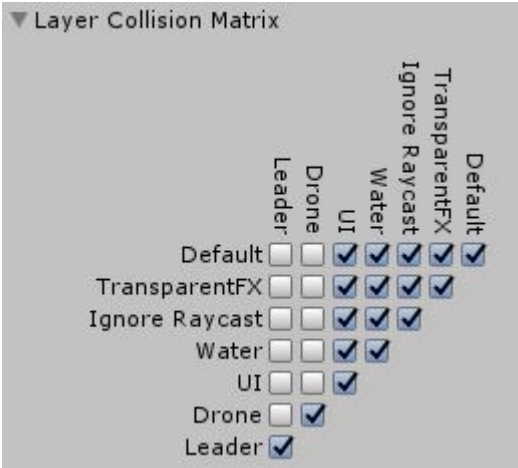 Layer Collision Matrix
Leader
Drone
UI
Water
Ignore Raycast
TransparentFX
Default
Default
TransparentFX
Ignore Raycast
Water
UI
Drone
Leader